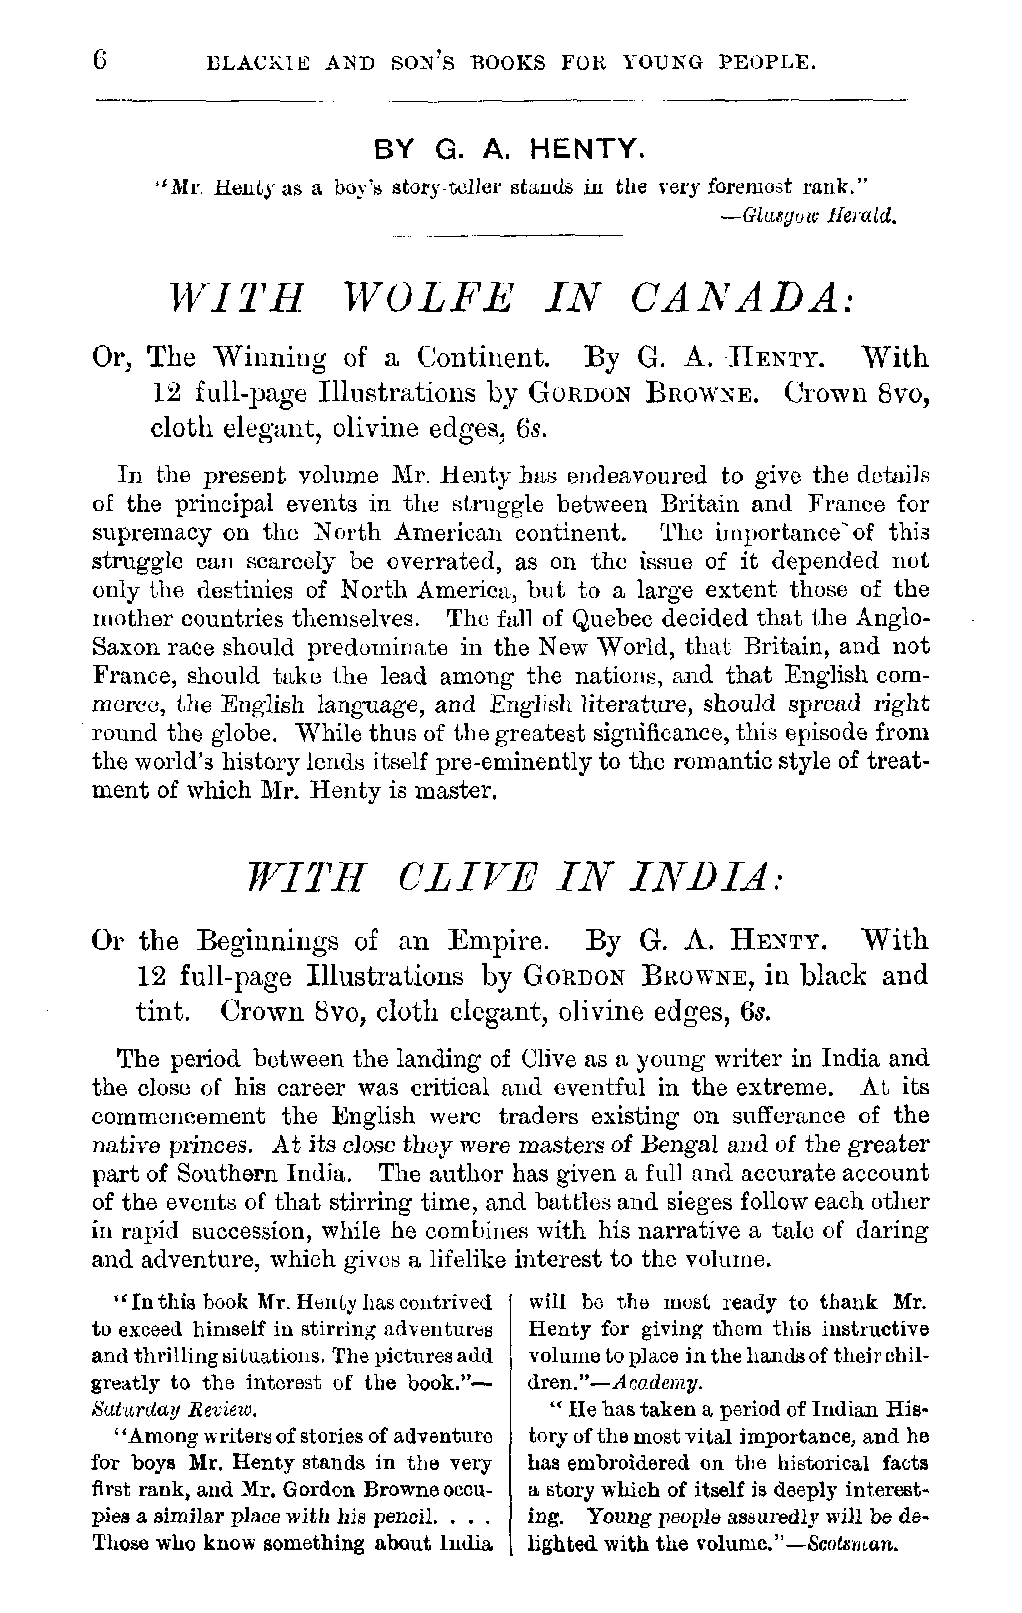 6 BLACKIE AND SON'S BOOKS FOR YOUNG PEOPLE.
BY G. A. HENTY.
"Mr. Henty as a boy's story-teller stands in the very foremost rank."
—Glasgow Herald.
WITH WOLFE IN CANADA:
Or, The Winning of a Continent. By G. A. HENTY. With
12 full-page Illustrations by GORDON BROWNE. Crown 8vo,
cloth elegant, olivine edges, 6s.
In the present volume Mr. Henty has endeavoured to give the details
of the principal events in the struggle between Britain and France for
supremacy on the North American continent. The importance of this
struggle can scarcely be overrated, as on the issue of it depended not
only the destinies of North America, but to a large extent those of the
mother countries themselves. The fall of Quebec decided that the Anglo-
Saxon race should predominate in the New World, that Britain, and not
France, should take the lead among the nations, and that English com-
merce, the English language, and English literature, should spread right
round the globe. While thus of the greatest significance, this episode from
the world's history lends itself pre-eminently to the romantic style of treat-
ment of which Mr. Henty is master.
WITH CLIVE IN INDIA:
Or the Beginnings of an Empire. By G. A. HENTY. With
12 full-page Illustrations by GORDON BROWNE, in black and
tint. Crown 8vo, cloth elegant, olivine edges, 6s.
The period between the landing of Clive as a young writer in India and
the close of his career was critical and eventful in the extreme. At its
commencement the English were traders existing on sufferance of the
native princes. At its close they were masters of Bengal and of the greater
part of Southern India. The author has given a full and accurate account
of the events of that stirring time, and battles and sieges follow each other
in rapid succession, while he combines with his narrative a tale of daring
and adventure, which gives a lifelike interest to the volume.
"In this book Mr. Henty has contrived
to exceed himself in stirring adventures
and thrilling situations. The pictures add
greatly to the interest of the book."—
Saturday Review.
"Among writers of stories of adventure
for boys Mr. Henty stands in the very
first rank, and Mr. Gordon Browne occu-
pies a similar place with his pencil. . . .
Those who know something about India
will be the most ready to thank Mr.
Henty for giving them this instructive
volume to place in the hands of their chil-
dren."—Academy.
"He has taken a period of Indian His-
tory of the most vital importance, and he
has embroidered on the historical facts
a story which of itself is deeply interest-
ing. Young people assuredly will be de-
lighted with the volume."—Scotsman.